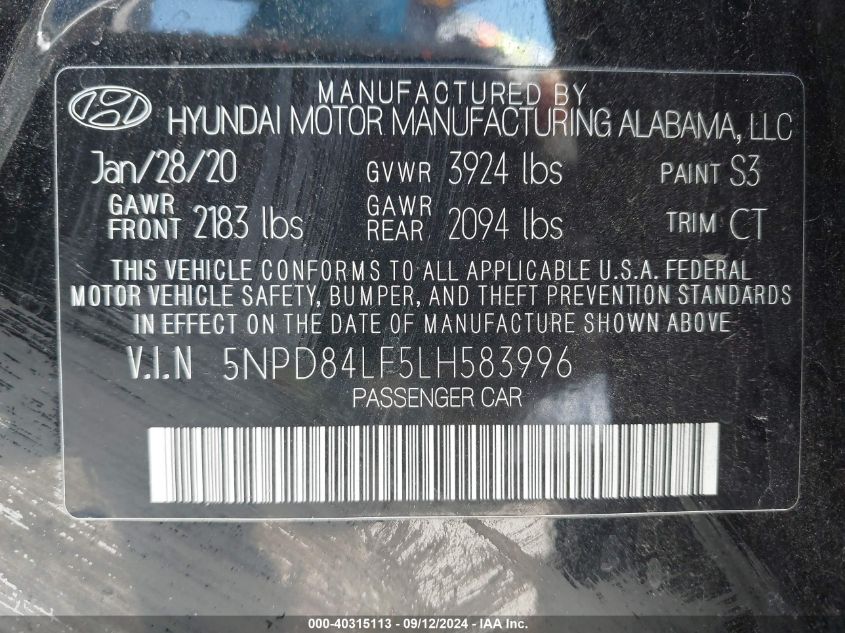 MANUFACTURED BY
HYUNDAI MOTOR MANUFACTURING ALABAMA, LLC
Jan/28/20 GVWR 3924 lbs PAINT S3
GAWR FRONT 2183 lbs GAWR REAR 2094 lbs TRIM CT
THIS VEHICLE CONFORMS TO ALL APPLICABLE U.S.A. FEDERAL
MOTOR VEHICLE SAFETY, BUMPER, AND THEFT PREVENTION STANDARDS
IN EFFECT ON THE DATE OF MANUFACTURE SHOWN ABOVE
V.I.N 5NPD84LF5LH583996
PASSENGER CAR
000-40315113 - 09/12/2024 - IAA Inc.